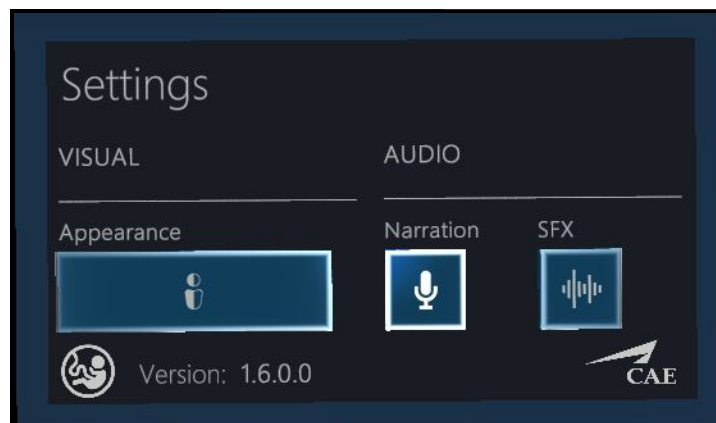 Settings
VISUAL
AUDIO
Appearance
Narration
SFX
Version: 1.6.0.0
CAE